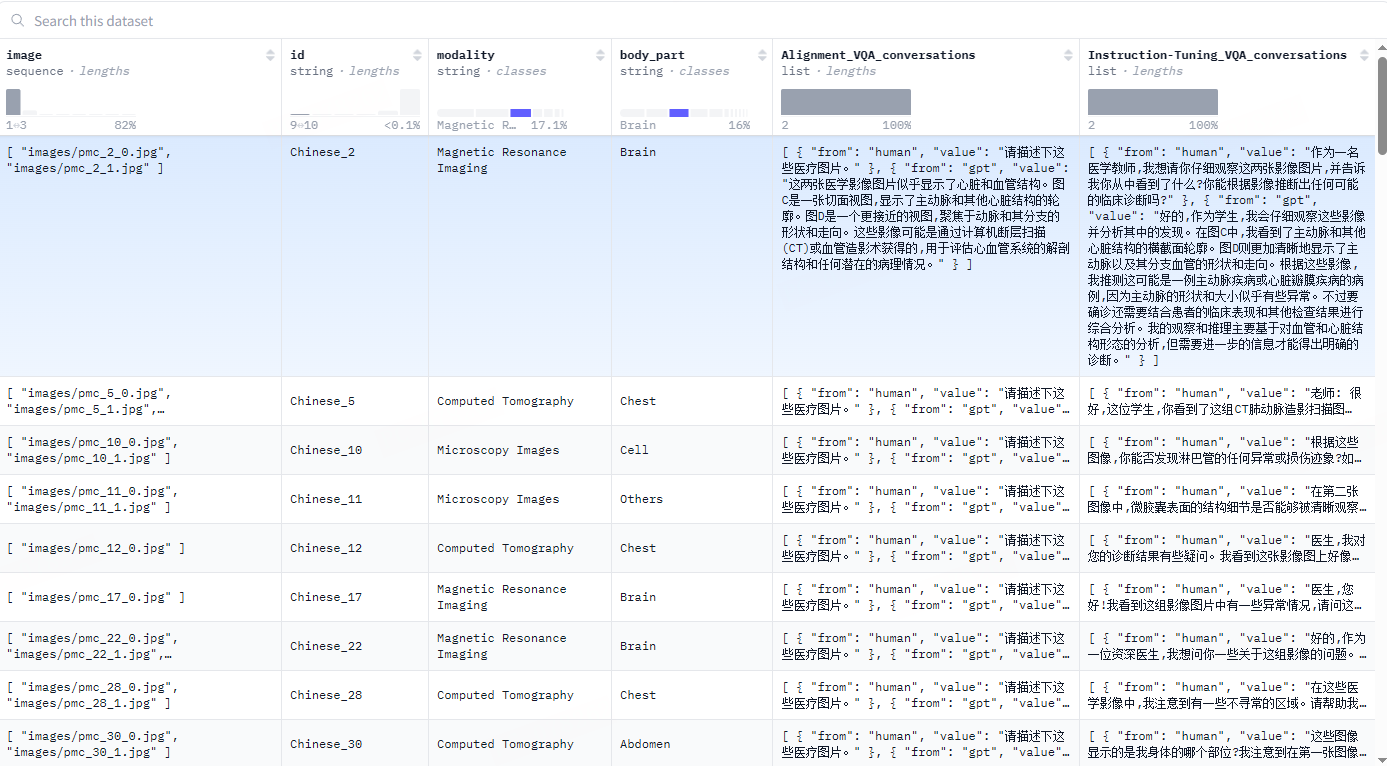 Search this dataset
image
sequence · lengths
1↔3 82%
id
string · lengths
9↔10 <0.1%
modality
string · classes
Magnetic R… 17.1%
body_part
string · classes
Brain 16%
Alignment_VQA_conversations
list · lengths
2 100%
Instruction-Tuning_VQA_conversations
list · lengths
2 100%
[ "images/pmc_2_0.jpg",
"images/pmc_2_1.jpg" ]
Chinese_2
Magnetic Resonance
Imaging
Brain
[ { "from": "human", "value": "请描述下这
些医疗图片。" }, { "from": "gpt", "value":
"这两张医学影像图片似乎显示了心脏和血管结构。图
C是一张切面视图,显示了主动脉和其他心脏结构的轮
廓。图D是一个更接近的视图,聚焦于动脉和其分支的
形状和走向。这些影像可能是通过计算机断层扫描
(CT)或血管造影术获得的,用于评估心血管系统的解剖
结构和任何潜在的病理情况。" } ]
[ { "from": "human", "value": "作为一名
医学教师,我想请你仔细观察这两张影像图片,并告诉
我你从中看到了什么?你能根据影像推断出任何可能
的临床诊断吗?" }, { "from": "gpt",
"value": "好的,作为学生,我会仔细观察这些影像
并分析其中的发现。在图C中,我看到了主动脉和其他
心脏结构的横截面轮廓。图D则更加清晰地显示了主
动脉以及其分支血管的形状和走向。根据这些影像,
我推测这可能是一例主动脉疾病或心脏瓣膜疾病的病
例,因为主动脉的形状和大小似乎有些异常。不过要
确诊还需要结合患者的临床表现和其他检查结果进行
综合分析。我的观察和推理主要基于对血管和心脏结
构形态的分析,但需要进一步的信息才能得出明确的
诊断。" } ]
[ "images/pmc_5_0.jpg",
"images/pmc_5_1.jpg",…
Chinese_5
Computed Tomography
Chest
[ { "from": "human", "value": "请描述下这
些医疗图片。" }, { "from": "gpt", "value"…
[ { "from": "human", "value": "老师: 很
好,这位学生,你看到了这组CT肺动脉造影扫描图…
[ "images/pmc_10_0.jpg",
"images/pmc_10_1.jpg" ]
Chinese_10
Microscopy Images
Cell
[ { "from": "human", "value": "请描述下这
些医疗图片。" }, { "from": "gpt", "value"…
[ { "from": "human", "value": "根据这些
图像,你能否发现淋巴管的任何异常或损伤迹象?如…
[ "images/pmc_11_0.jpg",
"images/pmc_11_1.jpg" ]
Chinese_11
Microscopy Images
Others
[ { "from": "human", "value": "请描述下这
些医疗图片。" }, { "from": "gpt", "value"…
[ { "from": "human", "value": "在第二张
图像中,微胶囊表面的结构细节是否能够被清晰观察…
[ "images/pmc_12_0.jpg" ]
Chinese_12
Computed Tomography
Chest
[ { "from": "human", "value": "请描述下这
些医疗图片。" }, { "from": "gpt", "value"…
[ { "from": "human", "value": "医生,我对
您的诊断结果有些疑问。我看到这张影像图上好像…
[ "images/pmc_17_0.jpg" ]
Chinese_17
Magnetic Resonance
Imaging
Brain
[ { "from": "human", "value": "请描述下这
些医疗图片。" }, { "from": "gpt", "value"…
[ { "from": "human", "value": "医生,您
好!我看到这组影像图片中有一些异常情况,请问这…
[ "images/pmc_22_0.jpg",
"images/pmc_22_1.jpg",…
Chinese_22
Magnetic Resonance
Imaging
Brain
[ { "from": "human", "value": "请描述下这
些医疗图片。" }, { "from": "gpt", "value"…
[ { "from": "human", "value": "好的,作为
一位资深医生,我想问你一些关于这组影像的问题。…
[ "images/pmc_28_0.jpg",
"images/pmc_28_1.jpg" ]
Chinese_28
Computed Tomography
Chest
[ { "from": "human", "value": "请描述下这
些医疗图片。" }, { "from": "gpt", "value"…
[ { "from": "human", "value": "在这些医
学影像中,我注意到有一些不寻常的区域。请帮助我…
[ "images/pmc_30_0.jpg",
"images/pmc_30_1.jpg" ]
Chinese_30
Computed Tomography
Abdomen
[ { "from": "human", "value": "请描述下这
些医疗图片。" }, { "from": "gpt", "value"…
[ { "from": "human", "value": "这些图像
显示的是我身体的哪个部位?我注意到在第一张图像…